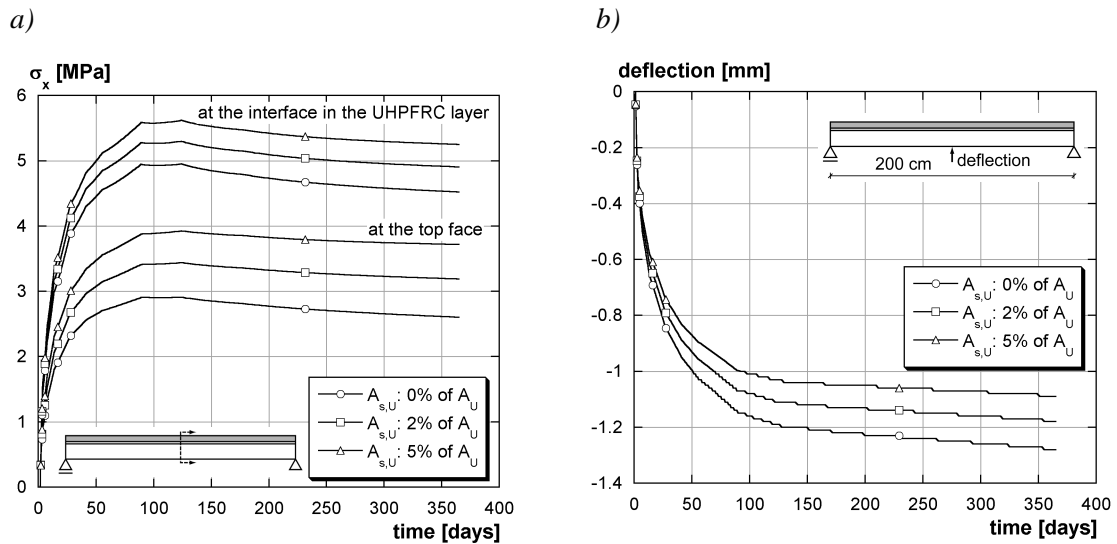 a)
σx [MPa]
6
5
4
3
2
1
0
at the interface in the UHPFRC layer
at the top face
As,U: 0% of AU
As,U: 2% of AU
As,U: 5% of AU
0 50 100 150 200 250 300 350 400
time [days]
b)
deflection [mm]
0
-0.2
-0.4
-0.6
-0.8
-1
-1.2
-1.4
200 cm
deflection
As,U: 0% of AU
As,U: 2% of AU
As,U: 5% of AU
0 50 100 150 200 250 300 350 400
time [days]